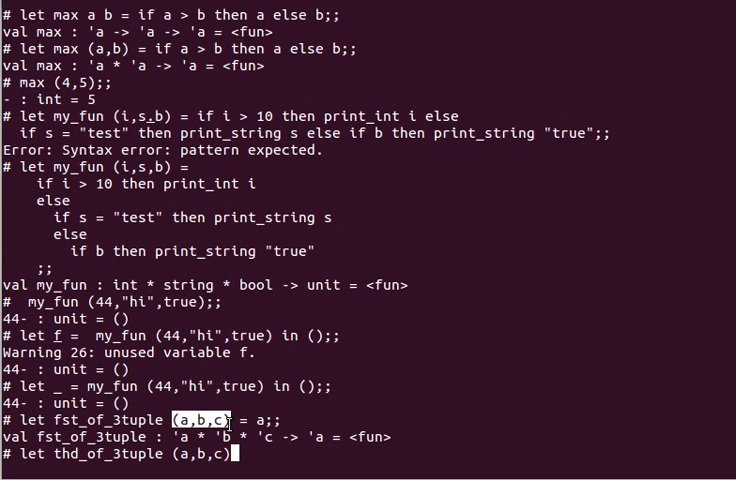 # let max a b = if a > b then a else b;;
val max : 'a -> 'a -> 'a = <fun>
# let max (a,b) = if a > b then a else b;;
val max : 'a * 'a -> 'a = <fun>
# max (4,5);;
- : int = 5
# let my_fun (i,s.b) = if i > 10 then print_int i else
  if s = "test" then print_string s else if b then print_string "true";;
Error: Syntax error: pattern expected.
# let my_fun (i,s,b) =
    if i > 10 then print_int i
    else
      if s = "test" then print_string s
      else
        if b then print_string "true"
    ;;
val my_fun : int * string * bool -> unit = <fun>
#  my_fun (44,"hi",true);;
44- : unit = ()
# let f =  my_fun (44,"hi",true) in ();;
Warning 26: unused variable f.
44- : unit = ()
# let _ = my_fun (44,"hi",true) in ();;
44- : unit = ()
# let fst_of_3tuple (a,b,c) = a;;
val fst_of_3tuple : 'a * 'b * 'c -> 'a = <fun>
# let thd_of_3tuple (a,b,c)